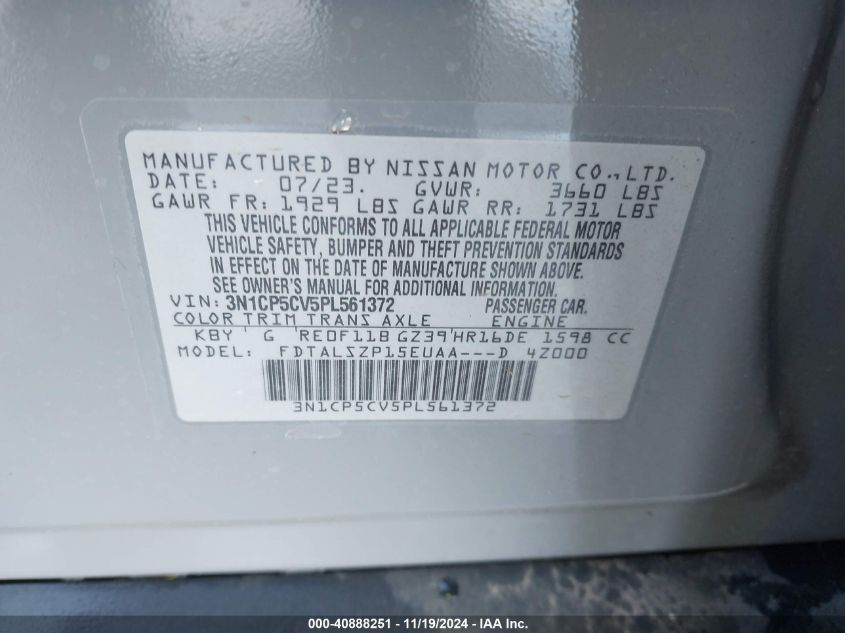 MANUFACTURED BY NISSAN MOTOR CO., LTD.
DATE: 07/23. GVWR: 3660 LBS
GAWR FR: 1929 LBS GAWR RR: 1731 LBS
THIS VEHICLE CONFORMS TO ALL APPLICABLE FEDERAL MOTOR
VEHICLE SAFETY, BUMPER AND THEFT PREVENTION STANDARDS
IN EFFECT ON THE DATE OF MANUFACTURE SHOWN ABOVE.
SEE OWNER'S MANUAL FOR ADDITIONAL INFORMATION.
VIN: 3N1CP5CV5PL561372 PASSENGER CAR.
COLOR TRIM TRANS AXLE ENGINE
KBY G RE0F11B GZ39 HR16DE 1598 CC
MODEL: FDTALSZP15EUAA---D 4Z000
3N1CP5CV5PL561372
000-40888251 - 11/19/2024 - IAA Inc.